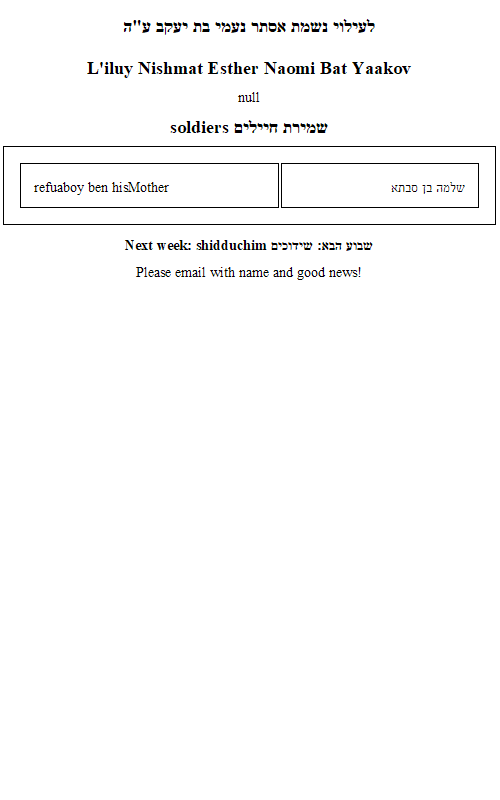 לעילוי נשמת אסתר נעמי בת יעקב ע"ה
L'iluy Nishmat Esther Naomi Bat Yaakov
null
soldiers שמירת חיילים
refuaboy ben hisMother
שלמה בן סבתא
Next week: shidduchim שבוע הבא: שידוכים
Please email with name and good news!